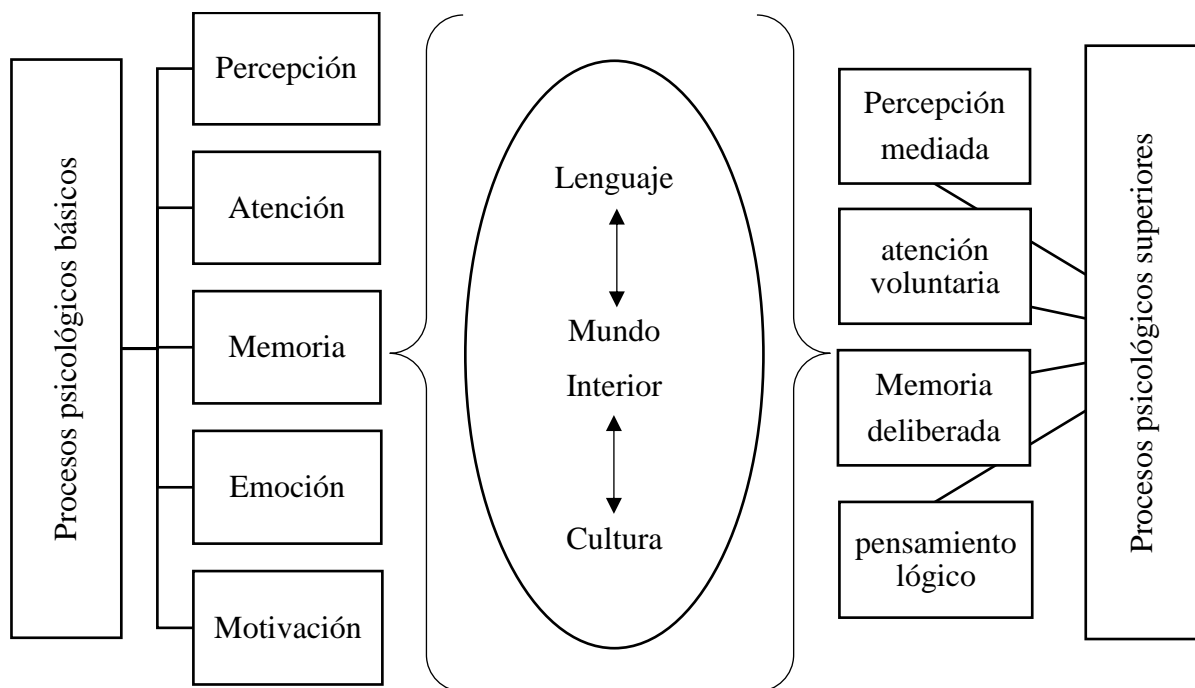 Procesos psicológicos básicos
Percepción
Atención
Memoria
Emoción
Motivación
Lenguaje
Mundo
Interior
Cultura
Percepción
mediada
atención
voluntaria
Memoria
deliberada
pensamiento
lógico
Procesos psicológicos superiores